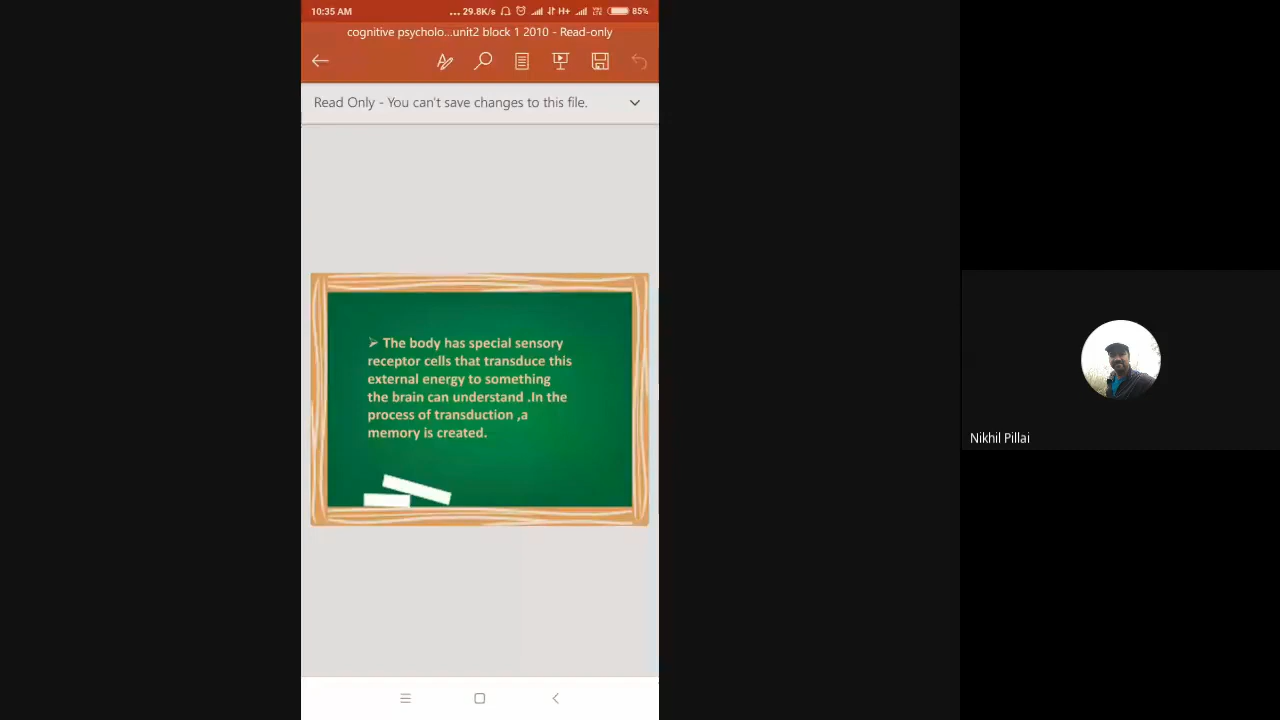 10:35 AM ... 29.8K/s H+ 85%
cognitive psycholo...unit2 block 1 2010 - Read-only
Read Only - You can't save changes to this file.
➢ The body has special sensory
receptor cells that transduce this
external energy to something
the brain can understand .In the
process of transduction ,a
memory is created.
Nikhil Pillai